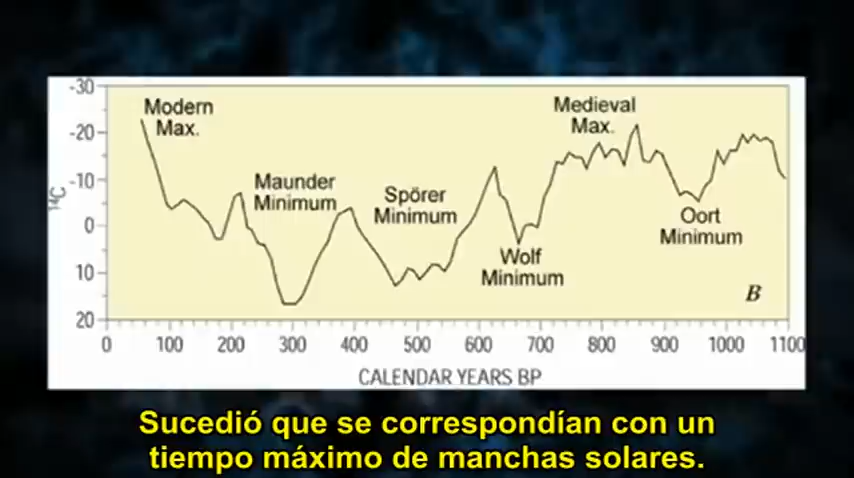 -30
Modern
Max.
Medieval
Max.
-20
-10
Maunder
Minimum
Spörer
Minimum
¹⁴C
0
Oort
Minimum
Wolf
Minimum
10
B
20
0 100 200 300 400 500 600 700 800 900 1000 1100
CALENDAR YEARS BP
Sucedió que se correspondían con un
tiempo máximo de manchas solares.